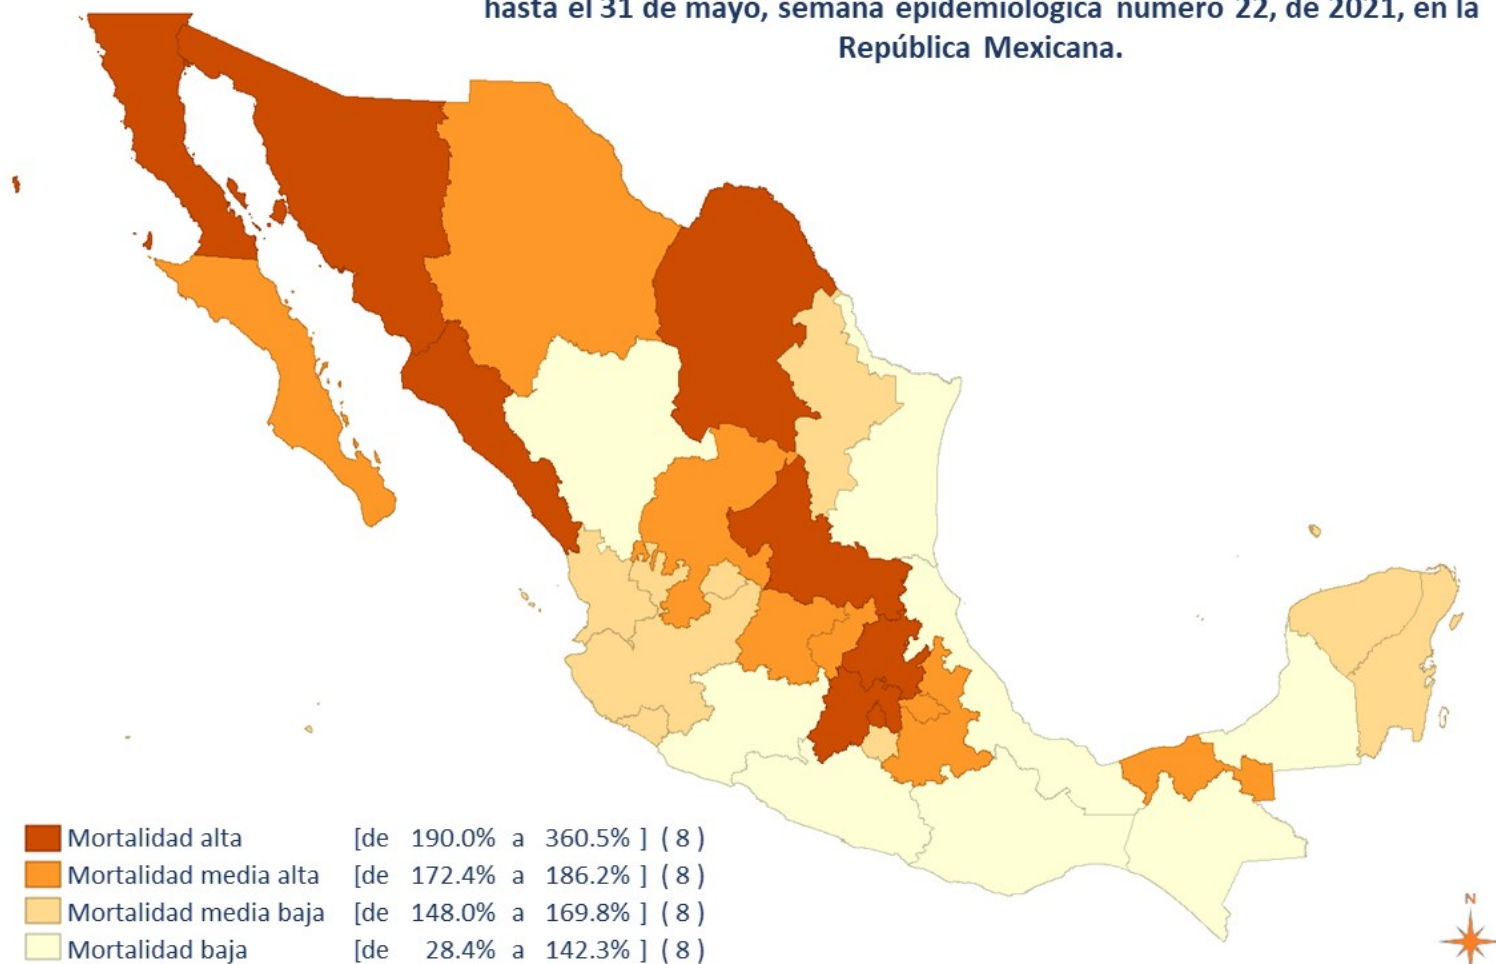 hasta el 31 de mayo, semana epidemiológica número 22, de 2021, en la
República Mexicana.
Mortalidad alta [de 190.0% a 360.5% ] ( 8 )
Mortalidad media alta [de 172.4% a 186.2% ] ( 8 )
Mortalidad media baja [de 148.0% a 169.8% ] ( 8 )
Mortalidad baja [de 28.4% a 142.3% ] ( 8 )
N